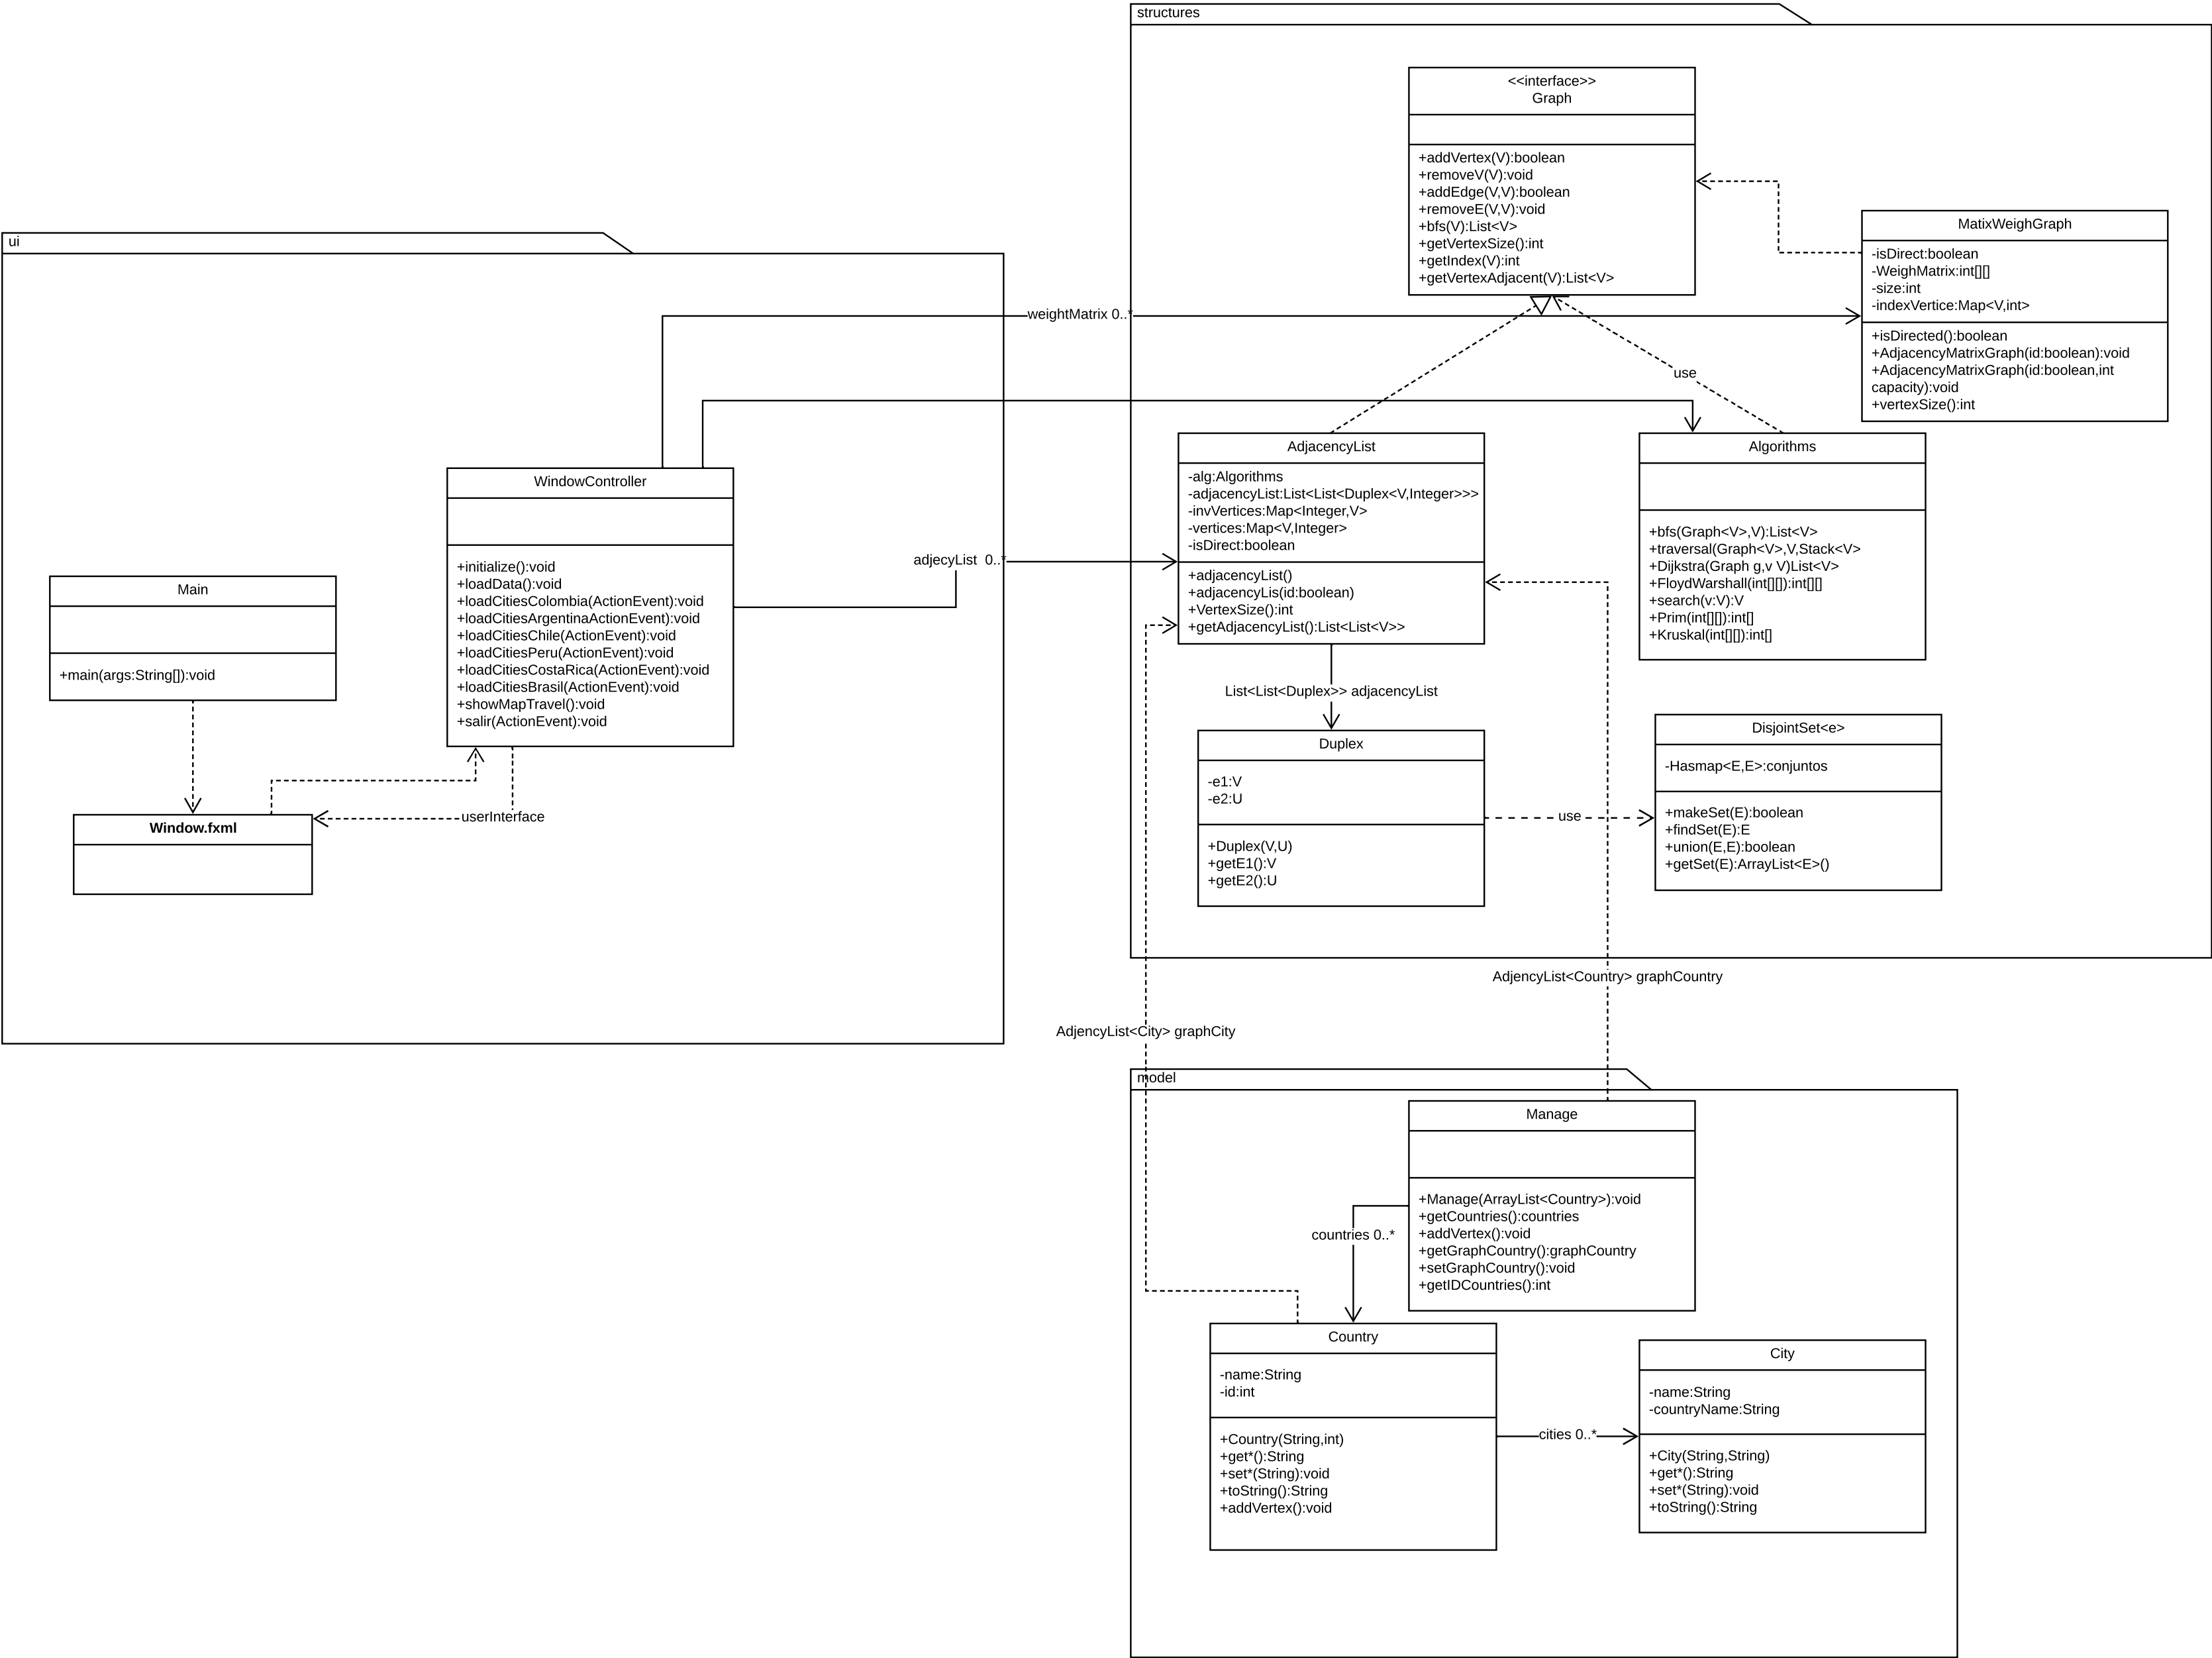 structures
<<interface>>
Graph
+addVertex(V):boolean
+removeV(V):void
+addEdge(V,V):boolean
+removeE(V,V):void
+bfs(V):List<V>
+getVertexSize():int
+getIndex(V):int
+getVertexAdjacent(V):List<V>
MatixWeighGraph
-isDirect:boolean
-WeighMatrix:int[][]
-size:int
-indexVertice:Map<V,int>
+isDirected():boolean
+AdjacencyMatrixGraph(id:boolean):void
+AdjacencyMatrixGraph(id:boolean,int
capacity):void
+vertexSize():int
ui
weightMatrix 0..*
use
WindowController
+initialize():void
+loadData():void
+loadCitiesColombia(ActionEvent):void
+loadCitiesArgentinaActionEvent):void
+loadCitiesChile(ActionEvent):void
+loadCitiesPeru(ActionEvent):void
+loadCitiesCostaRica(ActionEvent):void
+loadCitiesBrasil(ActionEvent):void
+showMapTravel():void
+salir(ActionEvent):void
Main
+main(args:String[]):void
Window.fxml
userInterface
adjecyList  0..*
AdjacencyList
-alg:Algorithms
-adjacencyList:List<List<Duplex<V,Integer>>>
-invVertices:Map<Integer,V>
-vertices:Map<V,Integer>
-isDirect:boolean
+adjacencyList()
+adjacencyLis(id:boolean)
+VertexSize():int
+getAdjacencyList():List<List<V>>
Algorithms
+bfs(Graph<V>,V):List<V>
+traversal(Graph<V>,V,Stack<V>
+Dijkstra(Graph g,v V)List<V>
+FloydWarshall(int[][]):int[][]
+search(v:V):V
+Prim(int[][]):int[]
+Kruskal(int[][]):int[]
List<List<Duplex>> adjacencyList
Duplex
-e1:V
-e2:U
+Duplex(V,U)
+getE1():V
+getE2():U
use
DisjointSet<e>
-Hasmap<E,E>:conjuntos
+makeSet(E):boolean
+findSet(E):E
+union(E,E):boolean
+getSet(E):ArrayList<E>()
AdjencyList<Country> graphCountry
AdjencyList<City> graphCity
model
Manage
+Manage(ArrayList<Country>):void
+getCountries():countries
+addVertex():void
+getGraphCountry():graphCountry
+setGraphCountry():void
+getIDCountries():int
countries 0..*
Country
-name:String
-id:int
+Country(String,int)
+get*():String
+set*(String):void
+toString():String
+addVertex():void
cities 0..*
City
-name:String
-countryName:String
+City(String,String)
+get*():String
+set*(String):void
+toString():String